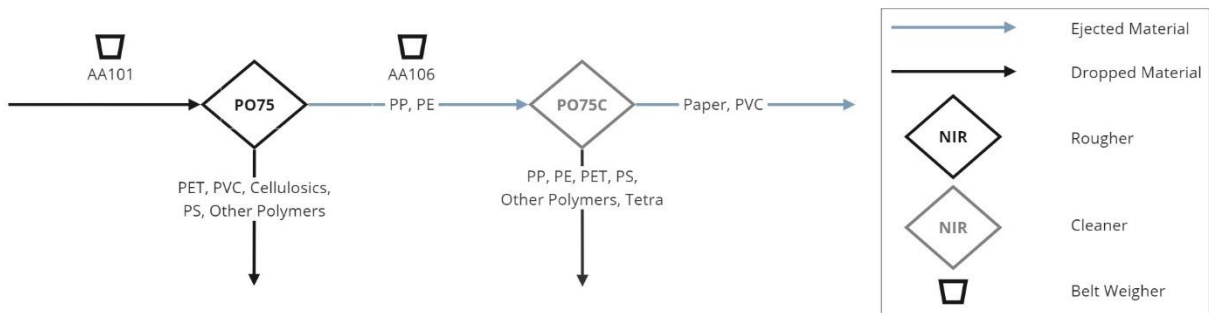 AA101
PO75
PET, PVC, Cellulosics,
PS, Other Polymers
AA106
PP, PE
PO75C
PP, PE, PET, PS,
Other Polymers, Tetra
Paper, PVC
Ejected Material
Dropped Material
NIR
Rougher
NIR
Cleaner
Belt Weigher